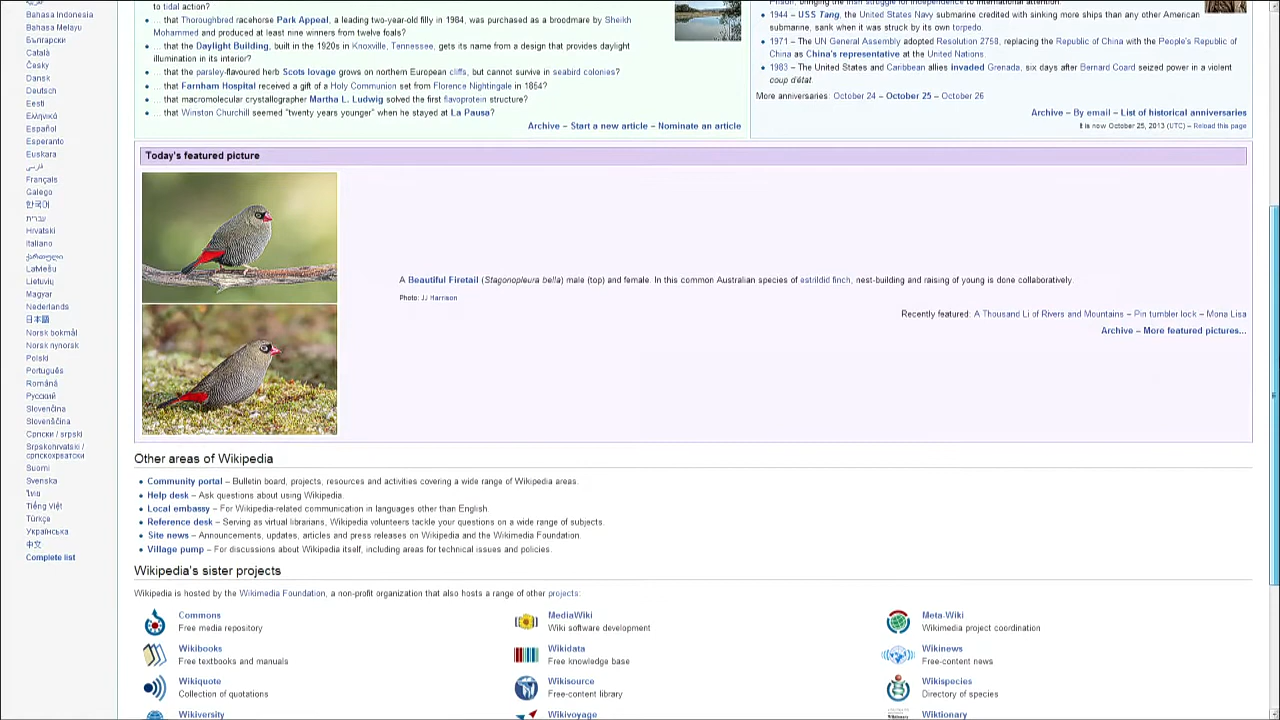 Bahasa Indonesia
Bahasa Melayu
Български
Català
Česky
Dansk
Deutsch
Eesti
Ελληνικά
Español
Esperanto
Euskara
فارسی
Français
Galego
한국어
עברית
Hrvatski
Italiano
ქართული
Lietuvių
Magyar
Nederlands
日本語
Norsk bokmål
Norsk nynorsk
Polski
Português
Română
Русский
Slovenčina
Slovenščina
Српски / srpski
Srpskohrvatski /
српскохрватски
Suomi
Svenska
ไทย
Tiếng Việt
Türkçe
Українська
中文
Complete list
to tidal action?
... that Thoroughbred racehorse Park Appeal, a leading two-year-old filly in 1984, was purchased as a broodmare by Sheikh
Mohammed and produced at least nine winners from twelve foals?
... that the Daylight Building, built in the 1920s in Knoxville, Tennessee, gets its name from a design that provides daylight
illumination in its interior?
... that the parsley-flavoured herb Scots lovage grows on northern European cliffs, but cannot survive in seabird colonies?
... that Farnham Hospital received a gift of a Holy Communion set from Florence Nightingale in 1854?
... that macromolecular crystallographer Martha L. Ludwig solved the first flavoprotein structure?
... that Winston Churchill seemed "twenty years younger" when he stayed at La Pausa?
Archive – Start a new article – Nominate an article
1944 – USS Tang, the United States Navy submarine credited with sinking more ships than any other American
submarine, sank when it was struck by its own torpedo.
1971 – The UN General Assembly adopted Resolution 2758, replacing the Republic of China with the People's Republic of
China as China's representative at the United Nations.
1983 – The United States and Caribbean allies invaded Grenada, six days after Bernard Coard seized power in a violent
coup d'état.
More anniversaries: October 24 – October 25 – October 26
Archive – By email – List of historical anniversaries
It is now October 25, 2013 (UTC) – Reload this page
Today's featured picture
A Beautiful Firetail (Stagonopleura bella) male (top) and female. In this common Australian species of estrildid finch, nest-building and raising of young is done collaboratively.
Photo: JJ Harrison
Recently featured: A Thousand Li of Rivers and Mountains – Pin tumbler lock – Mona Lisa
Archive – More featured pictures...
Other areas of Wikipedia
Community portal – Bulletin board, projects, resources and activities covering a wide range of Wikipedia areas.
Help desk – Ask questions about using Wikipedia.
Local embassy – For Wikipedia-related communication in languages other than English.
Reference desk – Serving as virtual librarians, Wikipedia volunteers tackle your questions on a wide range of subjects.
Site news – Announcements, updates, articles and press releases on Wikipedia and the Wikimedia Foundation.
Village pump – For discussions about Wikipedia itself, including areas for technical issues and policies.
Wikipedia's sister projects
Wikipedia is hosted by the Wikimedia Foundation, a non-profit organization that also hosts a range of other projects:
Commons
Free media repository
MediaWiki
Wiki software development
Meta-Wiki
Wikimedia project coordination
Wikibooks
Free textbooks and manuals
Wikidata
Free knowledge base
Wikinews
Free-content news
Wikiquote
Collection of quotations
Wikisource
Free-content library
Wikispecies
Directory of species
Wikiversity
Wikivoyage
Wiktionary